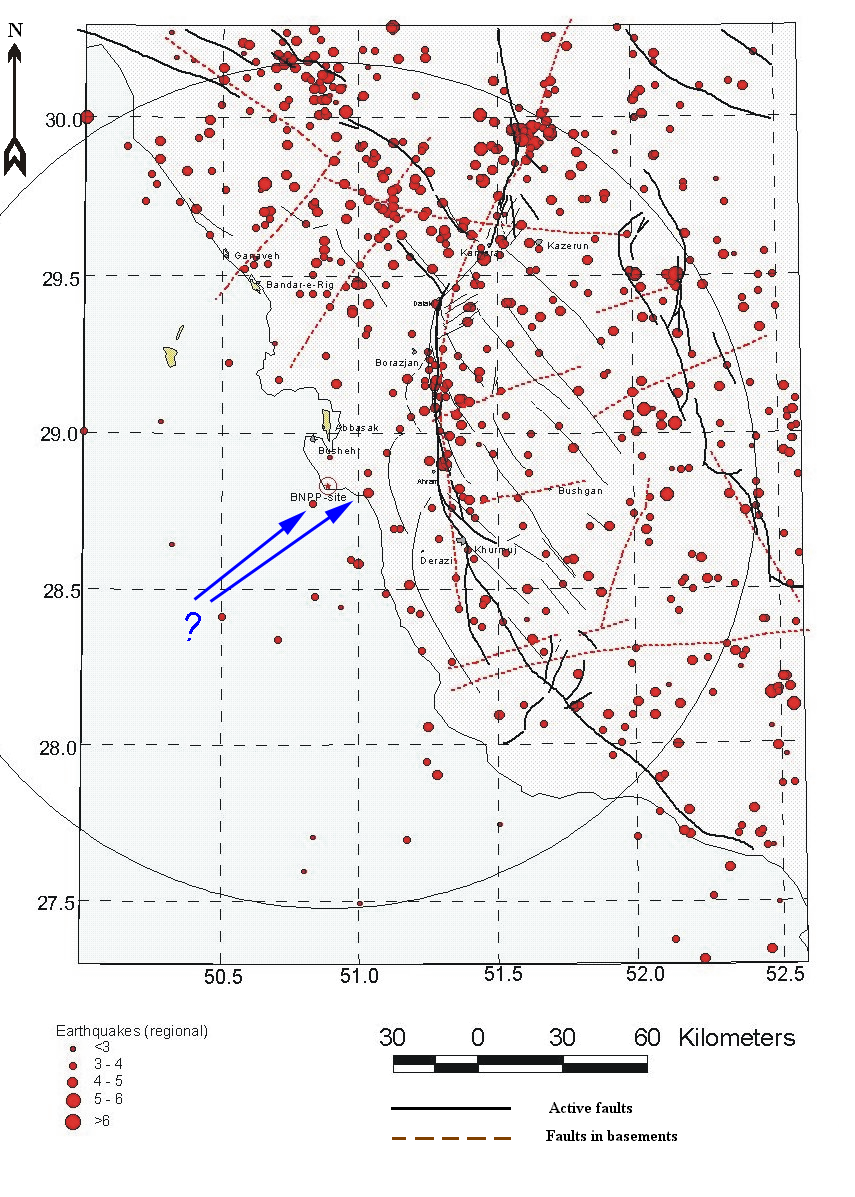 N
30.0
29.5
29.0
28.5
28.0
27.5
Kazerun
Ganaveh
Bandar-e-Rig
Borazjan
Abbasak
Bushehr
BNPP-site
Ahram
Bushgan
Khurmuj
Derazi
?
50.5 51.0 51.5 52.0 52.5
Earthquakes (regional)
<3
3 - 4
4 - 5
5 - 6
>6
30 0 30 60 Kilometers
Active faults
Faults in basements